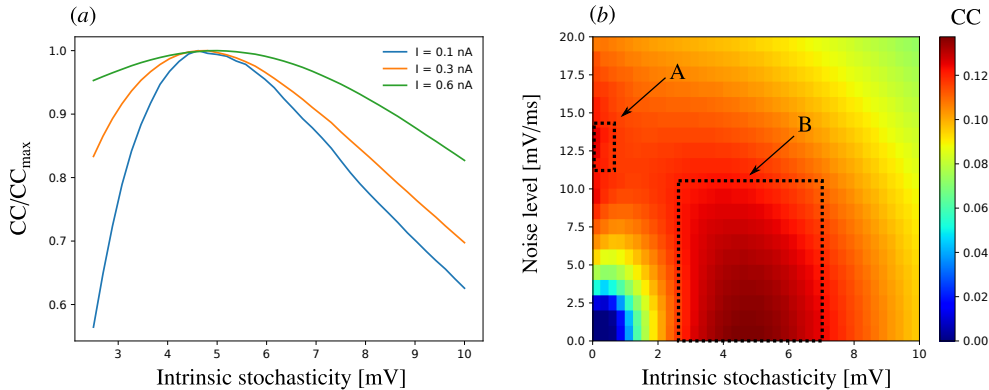 (a)
1.0
0.9
0.8
0.7
0.6
CC/CCmax
I = 0.1 nA
I = 0.3 nA
I = 0.6 nA
3 4 5 6 7 8 9 10
Intrinsic stochasticity [mV]
(b)
CC
20.0
17.5
15.0
12.5
10.0
7.5
5.0
2.5
0.0
Noise level [mV/ms]
A
B
0 2 4 6 8 10
Intrinsic stochasticity [mV]
0.12
0.10
0.08
0.06
0.04
0.02
0.00